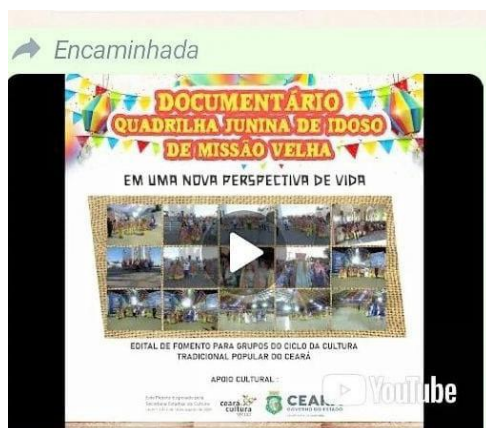 Encaminhada
DOCUMENTÁRIO
QUADRILHA JUNINA DE IDOSO
DE MISSÃO VELHA
EM UMA NOVA PERSPECTIVA DE VIDA
EDITAL DE FOMENTO PARA GRUPOS DO CICLO DA CULTURA
TRADICIONAL POPULAR DO CEARÁ
APOIO CULTURAL :
ceará
cultura
CEARÁ
GOVERNO DO ESTADO
YouTube